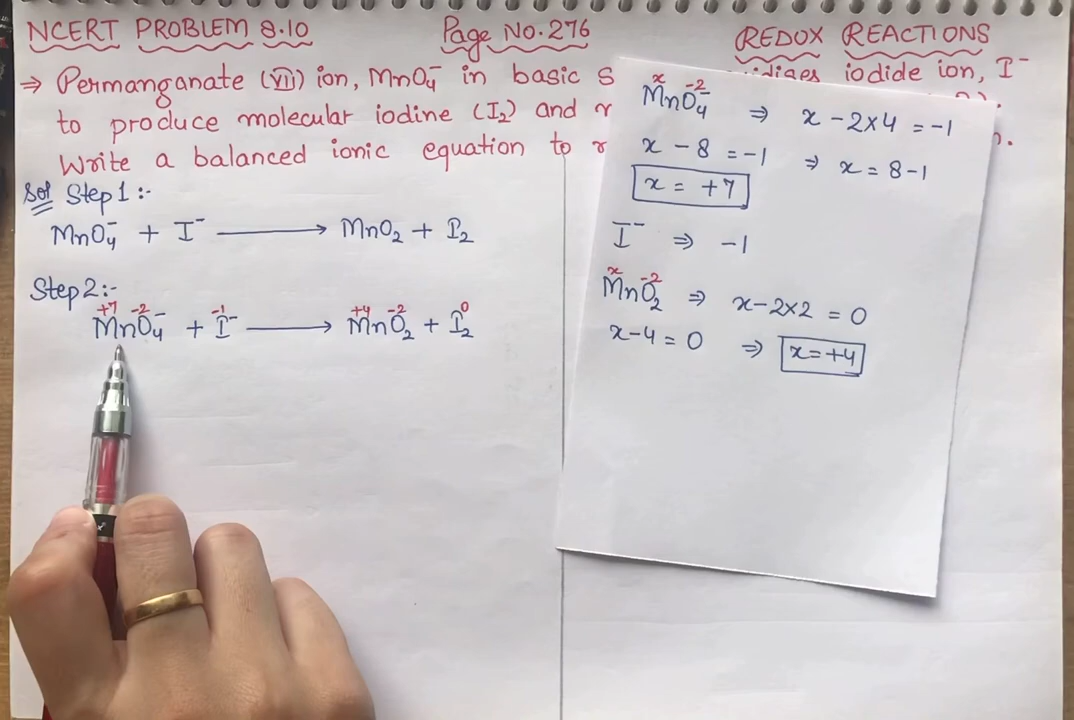 NCERT PROBLEM 8.10 Page No. 276 REDOX REACTIONS
⇒ Permanganate (VII) ion, MnO₄⁻ in basic s idises iodide ion, I⁻
to produce molecular iodine (I₂) and
Write a balanced ionic equation to
Sol Step 1:-
MnO₄⁻ + I⁻ ⟶ MnO₂ + I₂
Step 2:-
+7 -2 -1 +4 -2 0
MnO₄⁻ + I⁻ ⟶ MnO₂ + I₂
x -2
MnO₄⁻ ⇒ x - 2×4 = -1
x - 8 = -1 ⇒ x = 8 - 1
x = +7
I⁻ ⇒ -1
x -2
MnO₂ ⇒ x - 2×2 = 0
x - 4 = 0 ⇒ x = +4